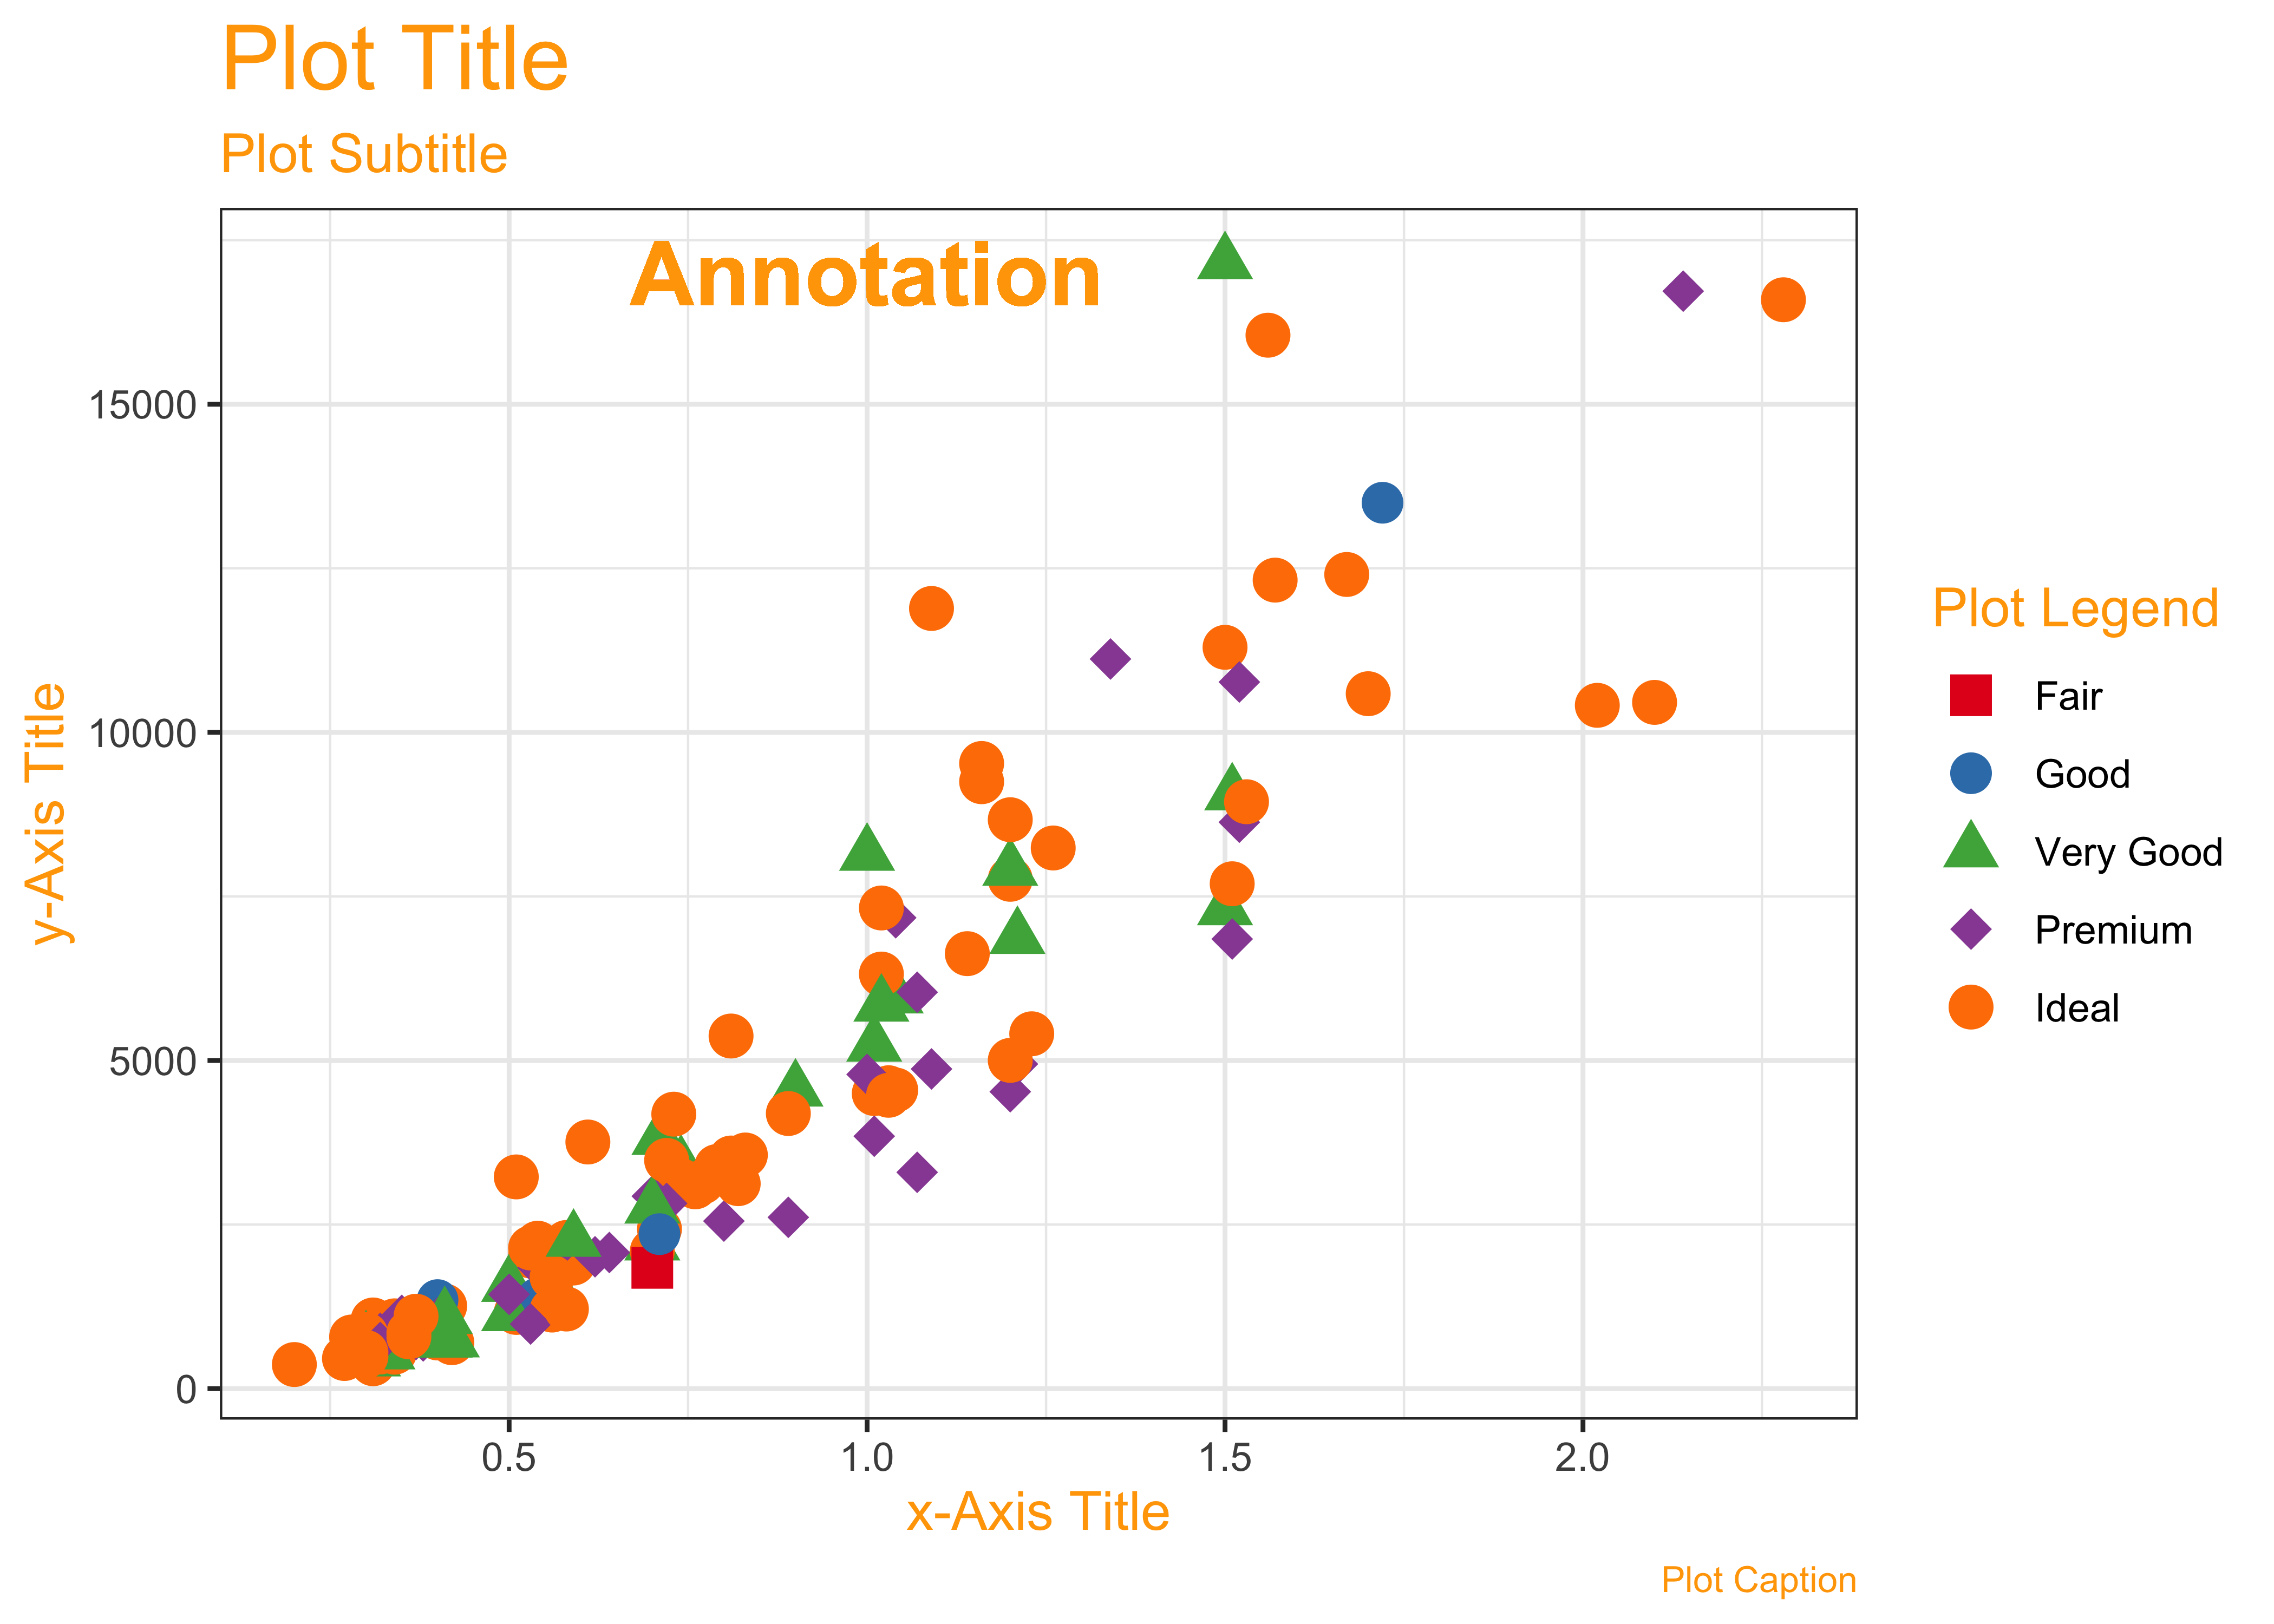 Plot Title
Plot Subtitle
Annotation
15000
10000
5000
0
y-Axis Title
0.5 1.0 1.5 2.0
x-Axis Title
Plot Legend
Fair
Good
Very Good
Premium
Ideal
Plot Caption